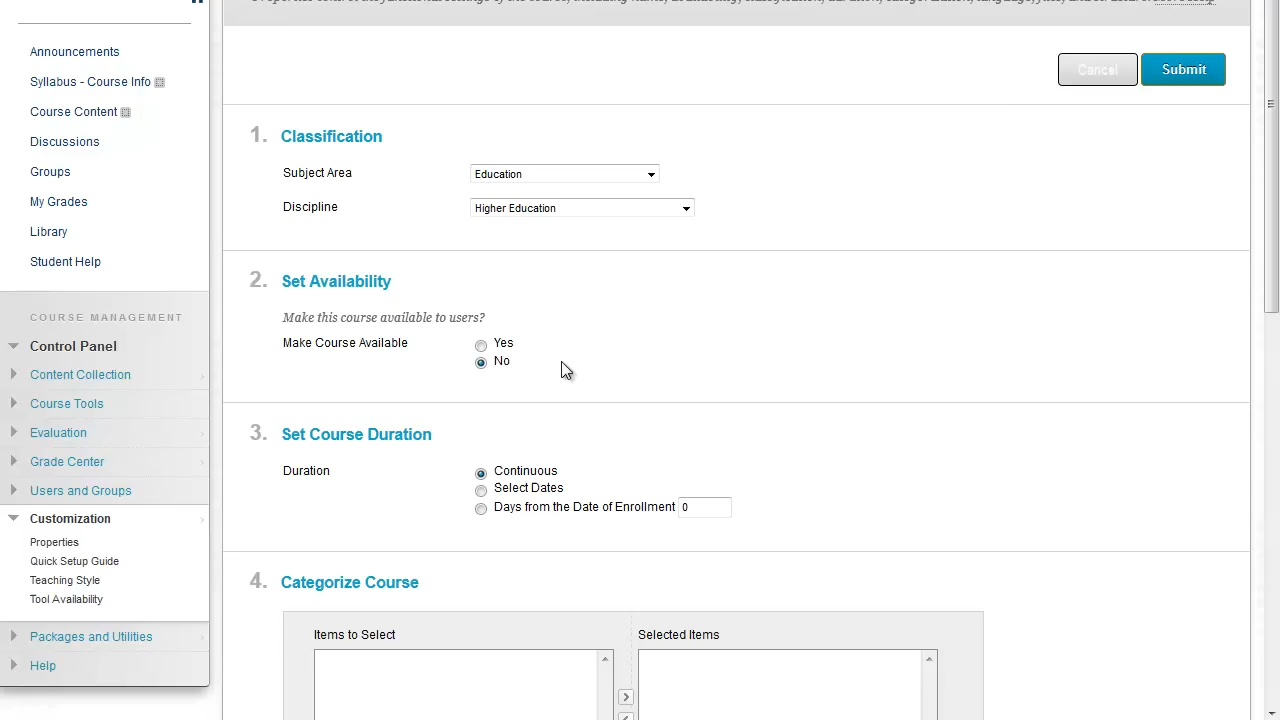 Announcements
Syllabus - Course Info
Course Content
Discussions
Groups
My Grades
Library
Student Help
COURSE MANAGEMENT
Control Panel
Content Collection
Course Tools
Evaluation
Grade Center
Users and Groups
Customization
Properties
Quick Setup Guide
Teaching Style
Tool Availability
Packages and Utilities
Help
Cancel
Submit
1. Classification
Subject Area
Education
Discipline
Higher Education
2. Set Availability
Make this course available to users?
Make Course Available
Yes
No
3. Set Course Duration
Duration
Continuous
Select Dates
Days from the Date of Enrollment 0
4. Categorize Course
Items to Select
Selected Items